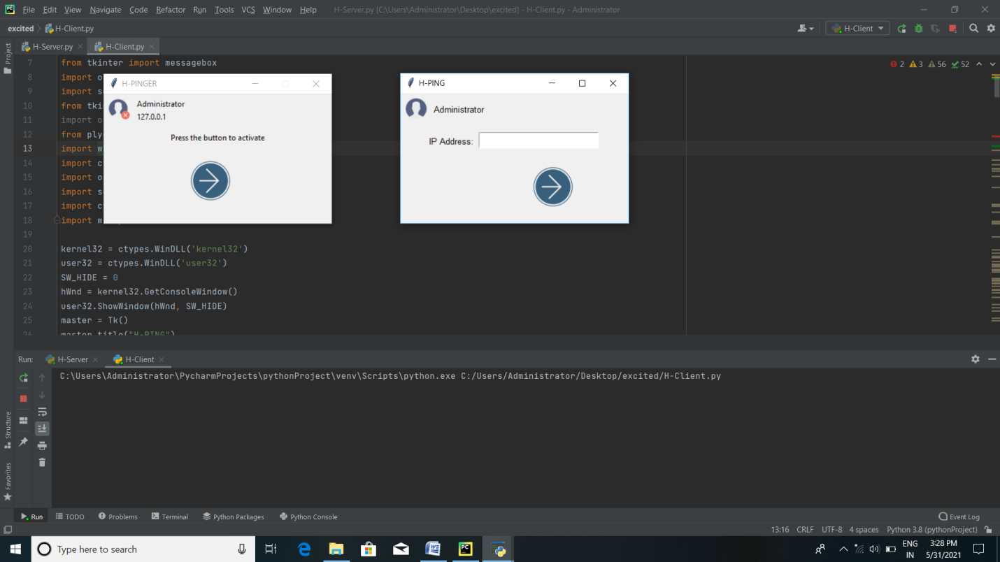 File Edit View Navigate Code Refactor Run Tools VCS Window Help H-Server.py [C:\Users\Administrator\Desktop\excited] - H-Client.py - Administrator
excited H-Client.py H-Client
Project
H-Server.py H-Client.py
2 3 56 52
7 from tkinter import messagebox
8 import o
9 import s
10 from tki
11 import o
12 from ply
13 import w
14 import c
15 import o
16 import s
17 import c
18 import w
19
20 kernel32 = ctypes.WinDLL('kernel32')
21 user32 = ctypes.WinDLL('user32')
22 SW_HIDE = 0
23 hWnd = kernel32.GetConsoleWindow()
24 user32.ShowWindow(hWnd, SW_HIDE)
25 master = Tk()
26 master.title("H-PING")
H-PINGER
Administrator
127.0.0.1
Press the button to activate
H-PING
Administrator
IP Address:
Run: H-Server H-Client
C:\Users\Administrator\PycharmProjects\pythonProject\venv\Scripts\python.exe C:/Users/Administrator/Desktop/excited/H-Client.py
Structure
Favorites
Run TODO Problems Terminal Python Packages Python Console Event Log
13:16 CRLF UTF-8 4 spaces Python 3.8 (pythonProject)
Type here to search
ENG
IN
3:28 PM
5/31/2021